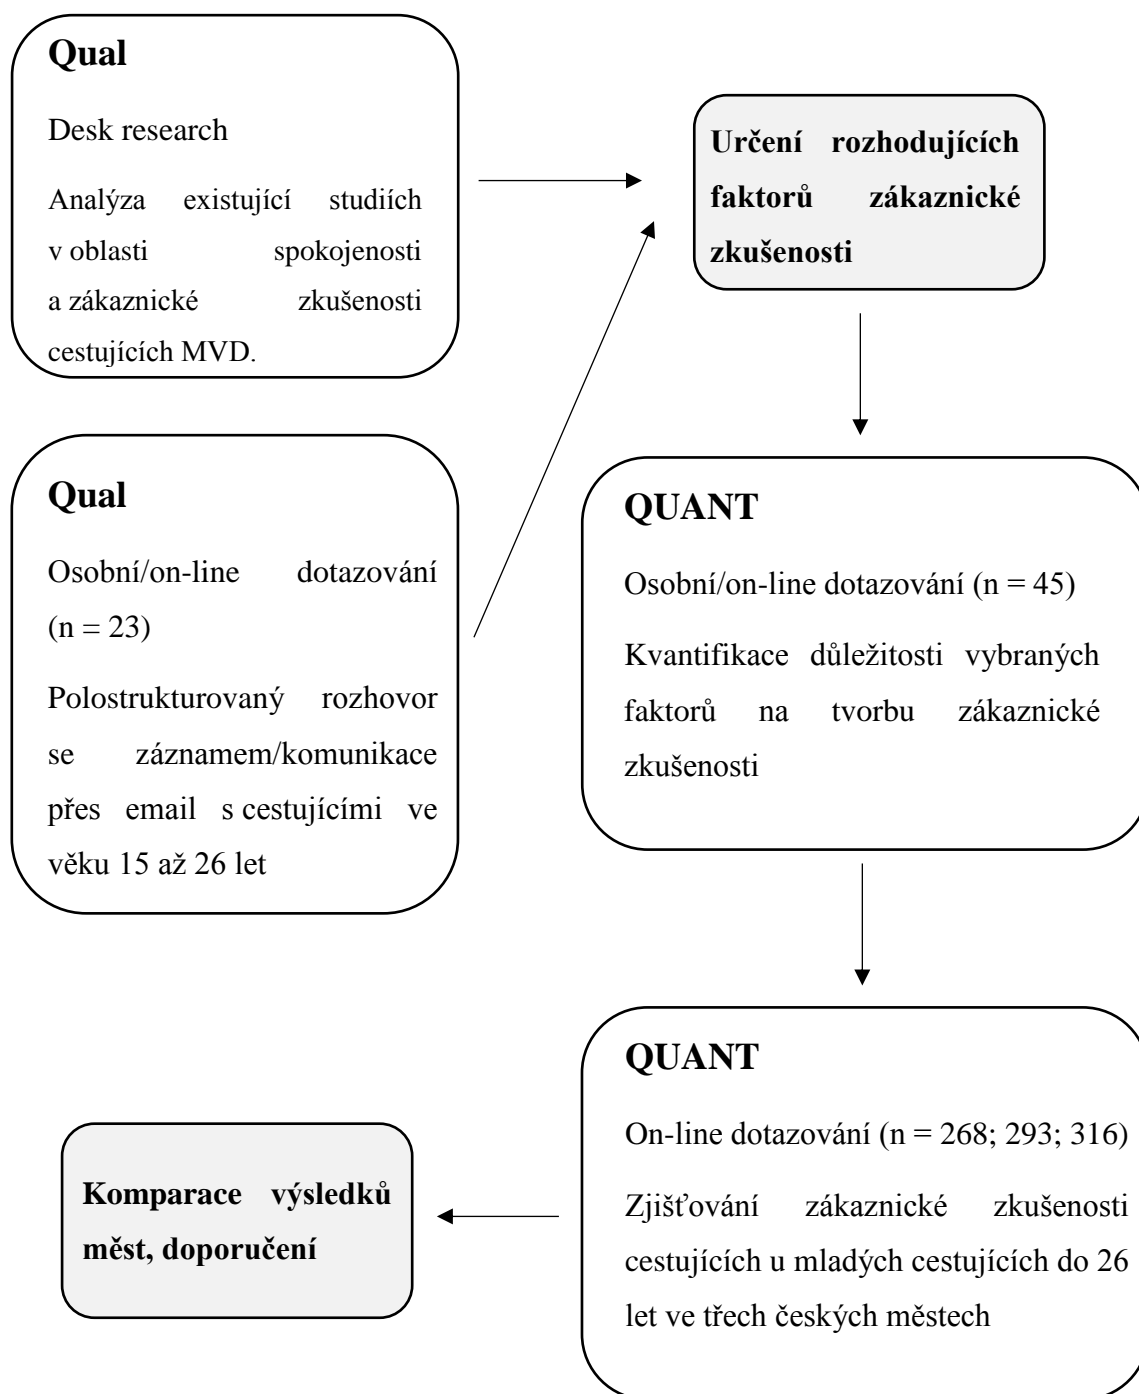 Qual
Desk research
Analýza existující studiích
v oblasti spokojenosti
a zákaznické zkušenosti
cestujících MVD.
Určení rozhodujících
faktorů zákaznické
zkušenosti
Qual
Osobní/on-line dotazování
(n = 23)
Polostrukturovaný rozhovor
se záznamem/komunikace
přes email s cestujícími ve
věku 15 až 26 let
QUANT
Osobní/on-line dotazování (n = 45)
Kvantifikace důležitosti vybraných
faktorů na tvorbu zákaznické
zkušenosti
QUANT
On-line dotazování (n = 268; 293; 316)
Zjišťování zákaznické zkušenosti
cestujících u mladých cestujících do 26
let ve třech českých městech
Komparace výsledků
měst, doporučení